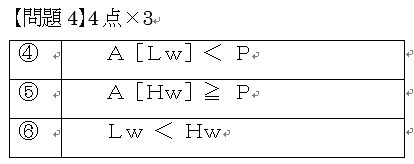 【問題4】4点×3
④ A［Lw］＜ P
⑤ A［Hw］≧ P
⑥ Lw ＜ Hw